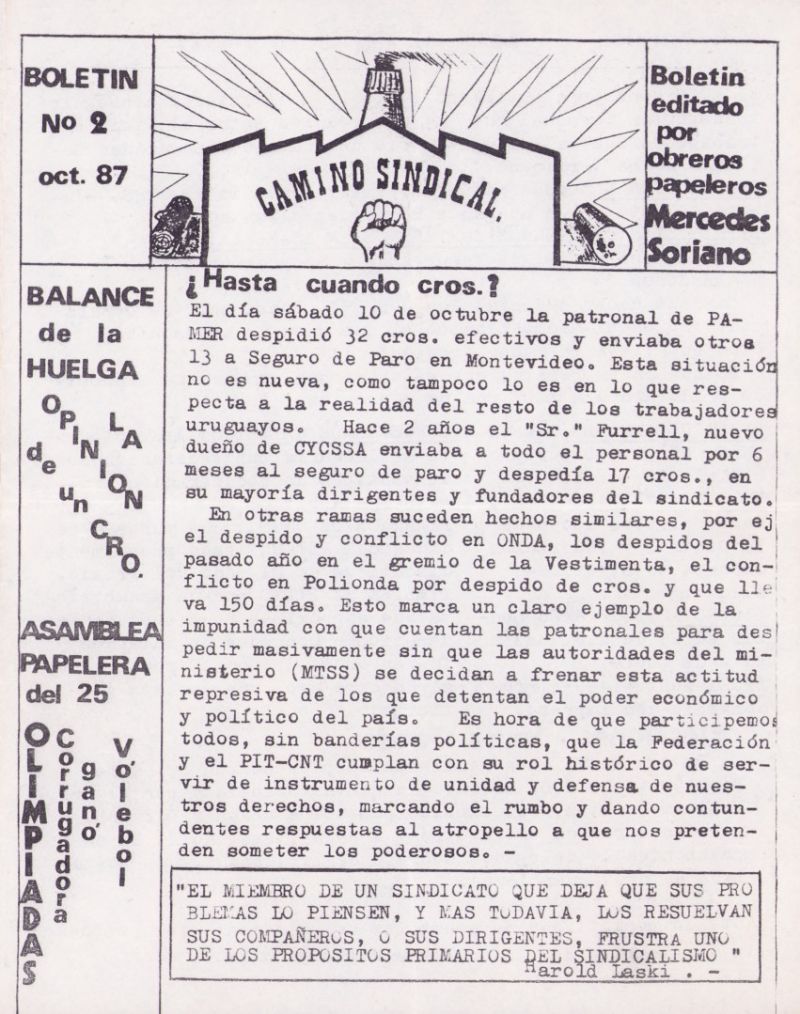 BOLETIN
No 2
oct. 87
CAMINO SINDICAL.
Boletin
editado
por
obreros
papeleros
Mercedes
Soriano
BALANCE
de la
HUELGA
LA
OPINION
de un
CRO.
ASAMBLEA
PAPELERA
del 25
OLIMPIADAS
Corrugadora
ganó
Vóleibol
¿Hasta cuando cros.?
El día sábado 10 de octubre la patronal de PA-
MER despidió 32 cros. efectivos y enviaba otros
13 a Seguro de Paro en Montevideo. Esta situación
no es nueva, como tampoco lo es en lo que res-
pecta a la realidad del resto de los trabajadores
uruguayos. Hace 2 años el "Sr." Furrell, nuevo
dueño de CYCSSA enviaba a todo el personal por 6
meses al seguro de paro y despedía 17 cros., en
su mayoría dirigentes y fundadores del sindicato.
En otras ramas suceden hechos similares, por ej
el despido y conflicto en ONDA, los despidos del
pasado año en el gremio de la Vestimenta, el con-
flicto en Polionda por despido de cros. y que lle
va 150 días. Esto marca un claro ejemplo de la
impunidad con que cuentan las patronales para des
pedir masivamente sin que las autoridades del mi-
nisterio (MTSS) se decidan a frenar esta actitud
represiva de los que detentan el poder económico
y político del país. Es hora de que participemos
todos, sin banderías políticas, que la Federación
y el PIT-CNT cumplan con su rol histórico de ser-
vir de instrumento de unidad y defensa de nues-
tros derechos, marcando el rumbo y dando contun-
dentes respuestas al atropello a que nos preten-
den someter los poderosos. -
"EL MIEMBRO DE UN SINDICATO QUE DEJA QUE SUS PRO
BLEMAS LO PIENSEN, Y MAS TODAVIA, LOS RESUELVAN
SUS COMPAÑEROS, O SUS DIRIGENTES, FRUSTRA UNO
DE LOS PROPOSITOS PRIMARIOS DEL SINDICALISMO "
Harold Laski . -